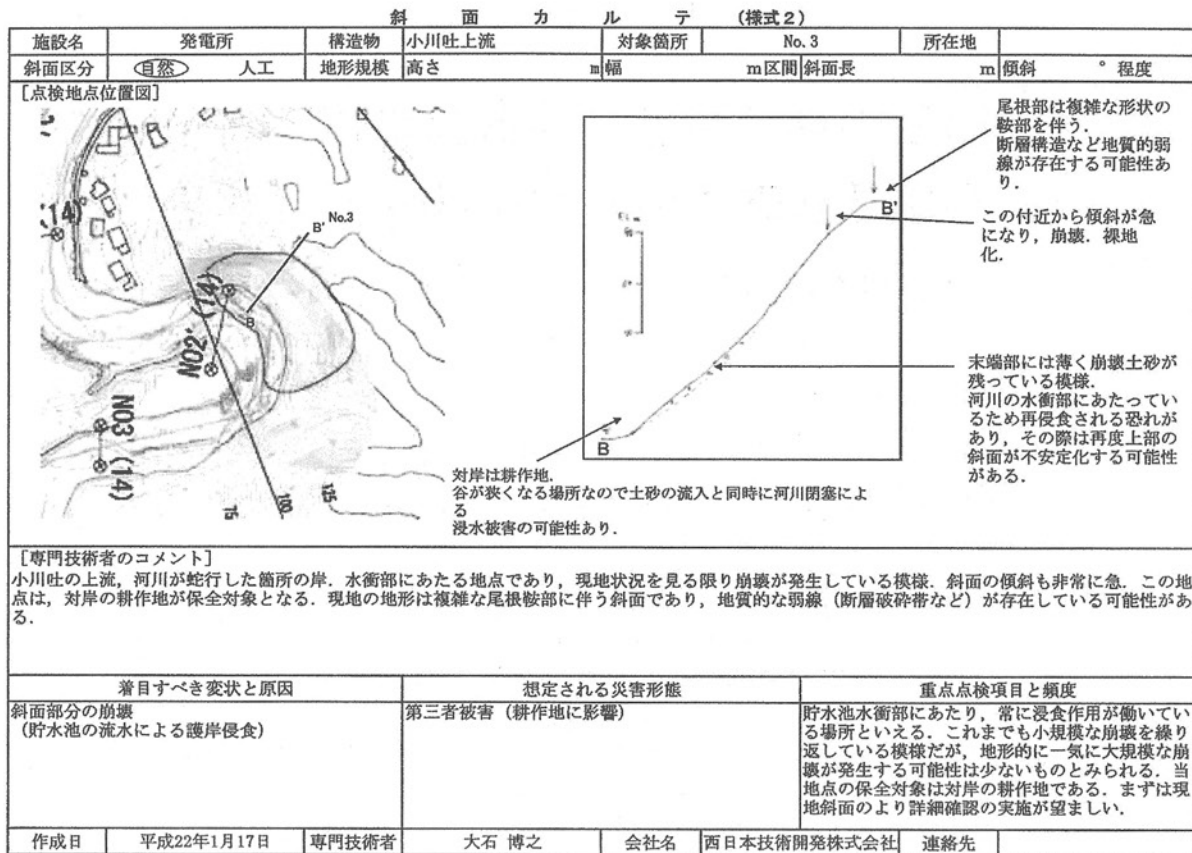 斜面カルテ (様式2)
施設名 発電所 構造物 小川吐上流 対象箇所 No.3 所在地
斜面区分 自然 人工 地形規模 高さ m 幅 m区間 斜面長 m 傾斜 ° 程度
[点検地点位置図]
(14)
B' No.3
B
NO2' (14)
NO3 (14)
75
100
125
尾根部は複雑な形状の
鞍部を伴う．
断層構造など地質的弱
線が存在する可能性あ
り．
B'
この付近から傾斜が急
になり，崩壊．裸地
化．
末端部には薄く崩壊土砂が
残っている模様．
河川の水衝部にあたってい
るため再侵食される恐れが
あり，その際は再度上部の
斜面が不安定化する可能性
がある．
B
対岸は耕作地．
谷が狭くなる場所なので土砂の流入と同時に河川閉塞によ
る
浸水被害の可能性あり．
[専門技術者のコメント]
小川吐の上流，河川が蛇行した箇所の岸．水衝部にあたる地点であり，現地状況を見る限り崩壊が発生している模様．斜面の傾斜も非常に急．この地
点は，対岸の耕作地が保全対象となる．現地の地形は複雑な尾根鞍部に伴う斜面であり，地質的な弱線（断層破砕帯など）が存在している可能性があ
る．
着目すべき変状と原因 想定される災害形態 重点点検項目と頻度
斜面部分の崩壊
（貯水池の流水による護岸侵食）
第三者被害（耕作地に影響）
貯水池水衝部にあたり，常に浸食作用が働いてい
る場所といえる．これまでも小規模な崩壊を繰り
返している模様だが，地形的に一気に大規模な崩
壊が発生する可能性は少ないものとみられる．当
地点の保全対象は対岸の耕作地である．まずは現
地斜面のより詳細確認の実施が望ましい．
作成日 平成22年1月17日 専門技術者 大石 博之 会社名 西日本技術開発株式会社 連絡先